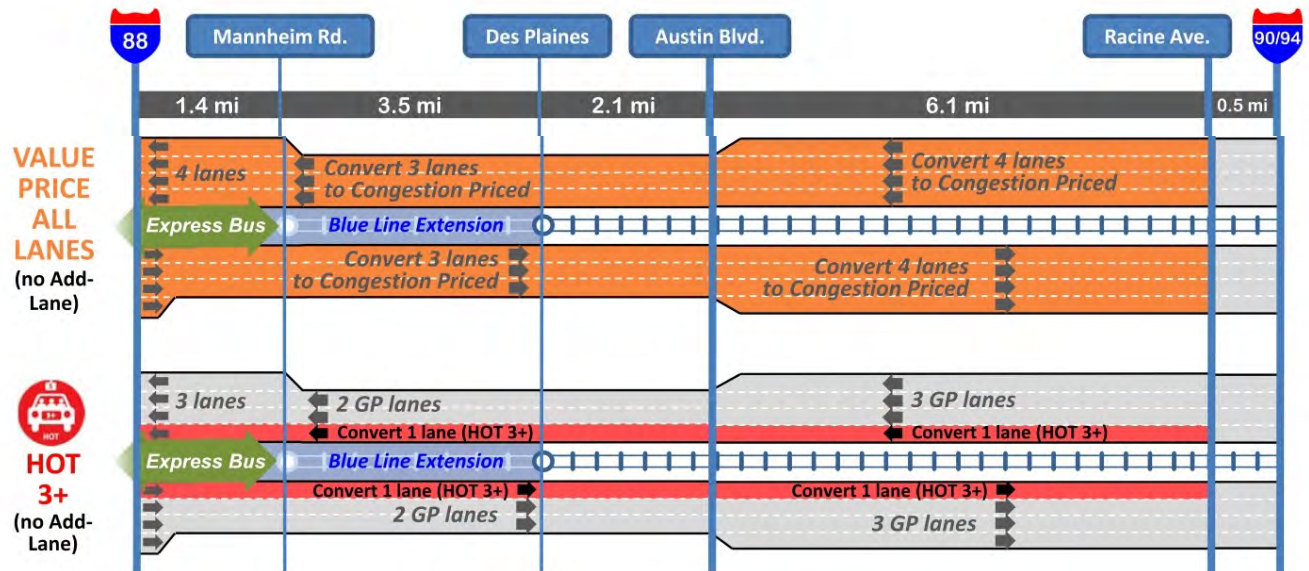 88
Mannheim Rd.
Des Plaines
Austin Blvd.
Racine Ave.
90/94
1.4 mi
3.5 mi
2.1 mi
6.1 mi
0.5 mi
VALUE
PRICE
ALL
LANES
(no Add-
Lane)
4 lanes
Convert 3 lanes
to Congestion Priced
Convert 4 lanes
to Congestion Priced
Express Bus
Blue Line Extension
Convert 3 lanes
to Congestion Priced
Convert 4 lanes
to Congestion Priced
3+
HOT
HOT
3+
(no Add-
Lane)
3 lanes
2 GP lanes
3 GP lanes
Convert 1 lane (HOT 3+)
Convert 1 lane (HOT 3+)
Express Bus
Blue Line Extension
Convert 1 lane (HOT 3+)
Convert 1 lane (HOT 3+)
2 GP lanes
3 GP lanes